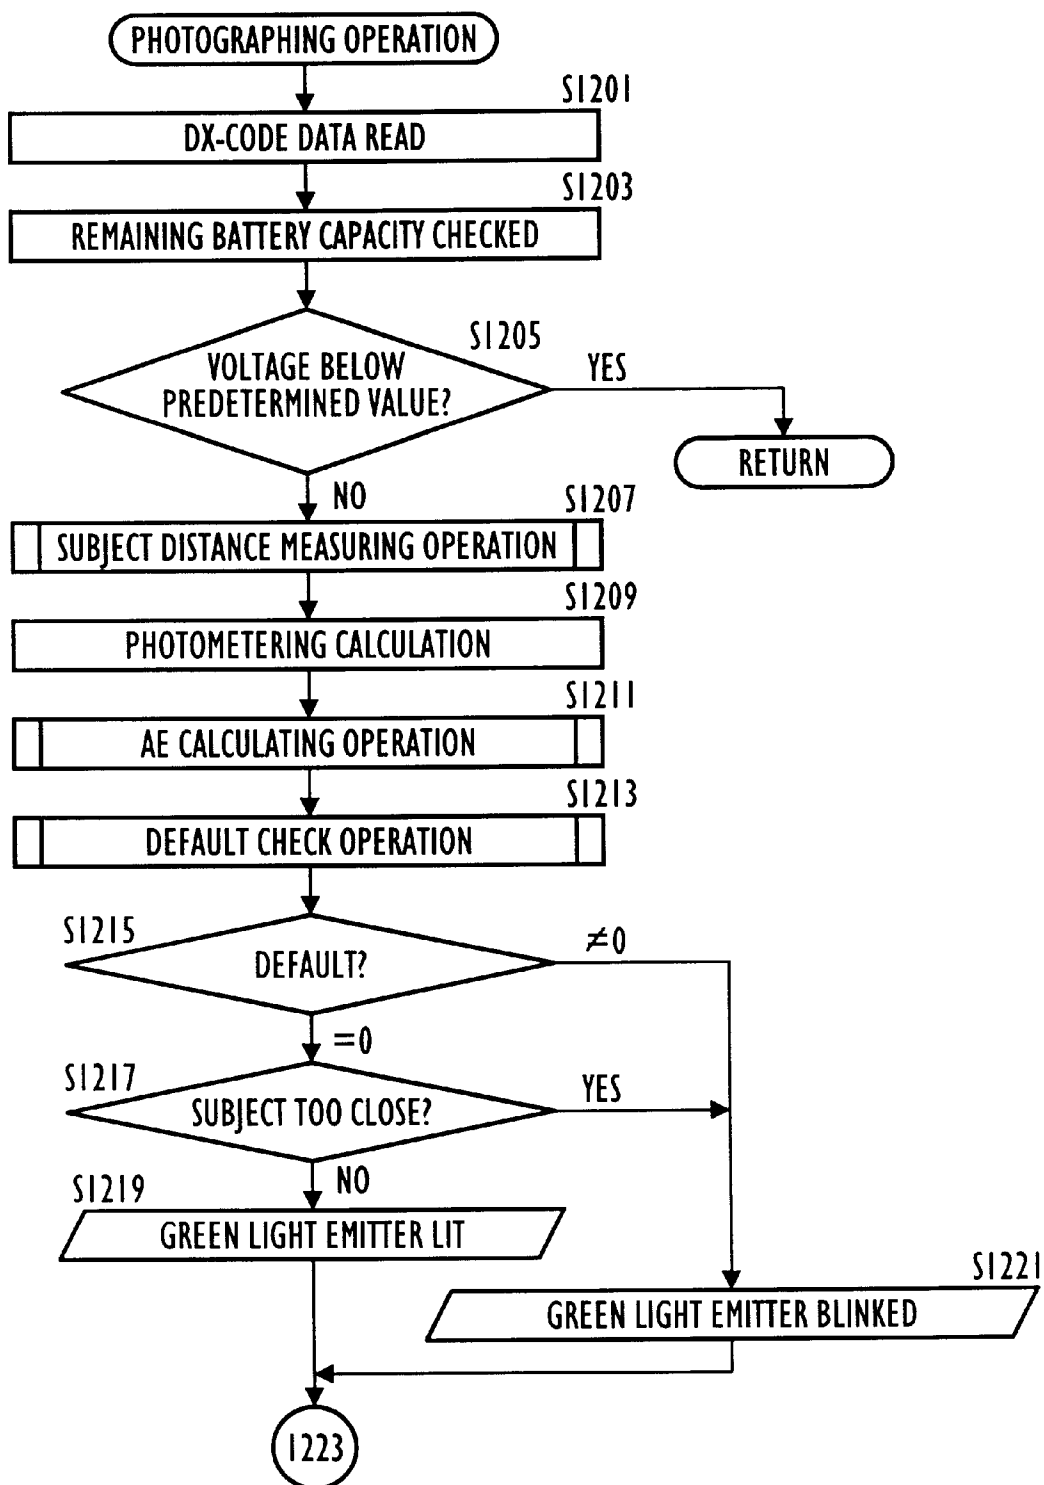 PHOTOGRAPHING OPERATION
S1201
DX-CODE DATA READ
S1203
REMAINING BATTERY CAPACITY CHECKED
S1205
VOLTAGE BELOW
PREDETERMINED VALUE?
YES
RETURN
NO
S1207
SUBJECT DISTANCE MEASURING OPERATION
S1209
PHOTOMETERING CALCULATION
S1211
AE CALCULATING OPERATION
S1213
DEFAULT CHECK OPERATION
S1215
DEFAULT?
≠0
=0
S1217
SUBJECT TOO CLOSE?
YES
NO
S1219
GREEN LIGHT EMITTER LIT
S1221
GREEN LIGHT EMITTER BLINKED
1223